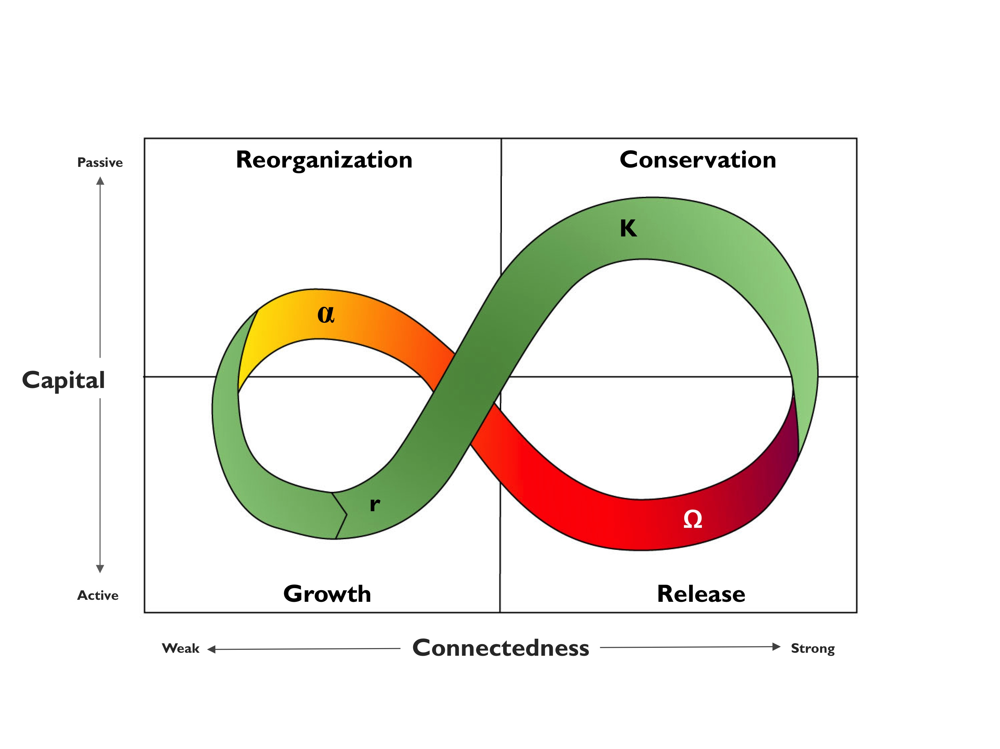 Reorganization
Conservation
Passive
K
α
Capital
r
Ω
Active
Growth
Release
Weak
Connectedness
Strong